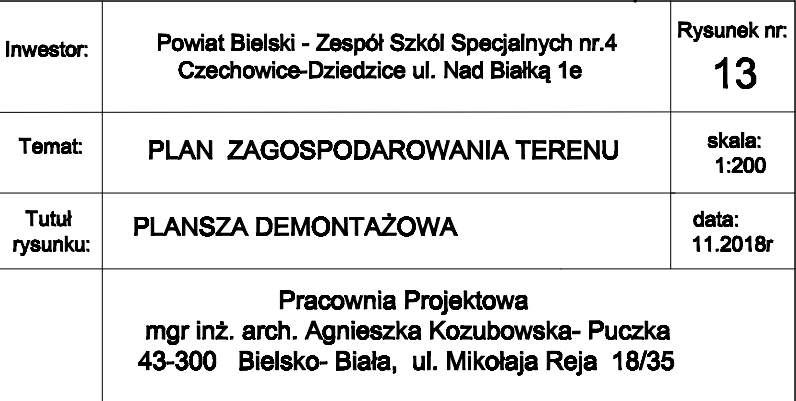 Inwestor:
Powiat Bielski - Zespół Szkól Specjalnych nr.4
Czechowice-Dziedzice ul. Nad Białką 1e
Rysunek nr:
13
Temat:
PLAN ZAGOSPODAROWANIA TERENU
skala:
1:200
Tutuł
rysunku:
PLANSZA DEMONTAŻOWA
data:
11.2018r
Pracownia Projektowa
mgr inż. arch. Agnieszka Kozubowska- Puczka
43-300 Bielsko- Biała, ul. Mikołaja Reja 18/35